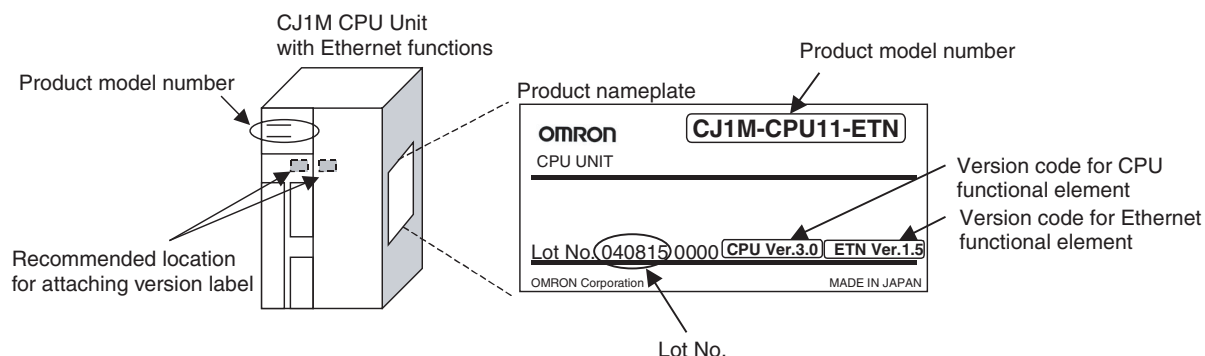 CJ1M CPU Unit
with Ethernet functions
Product model number
Recommended location
for attaching version label
Product nameplate
Product model number
OMRON
CJ1M-CPU11-ETN
CPU UNIT
Version code for CPU
functional element
Version code for Ethernet
functional element
Lot No. 040815 0000 CPU Ver.3.0 ETN Ver.1.5
OMRON Corporation MADE IN JAPAN
Lot No.